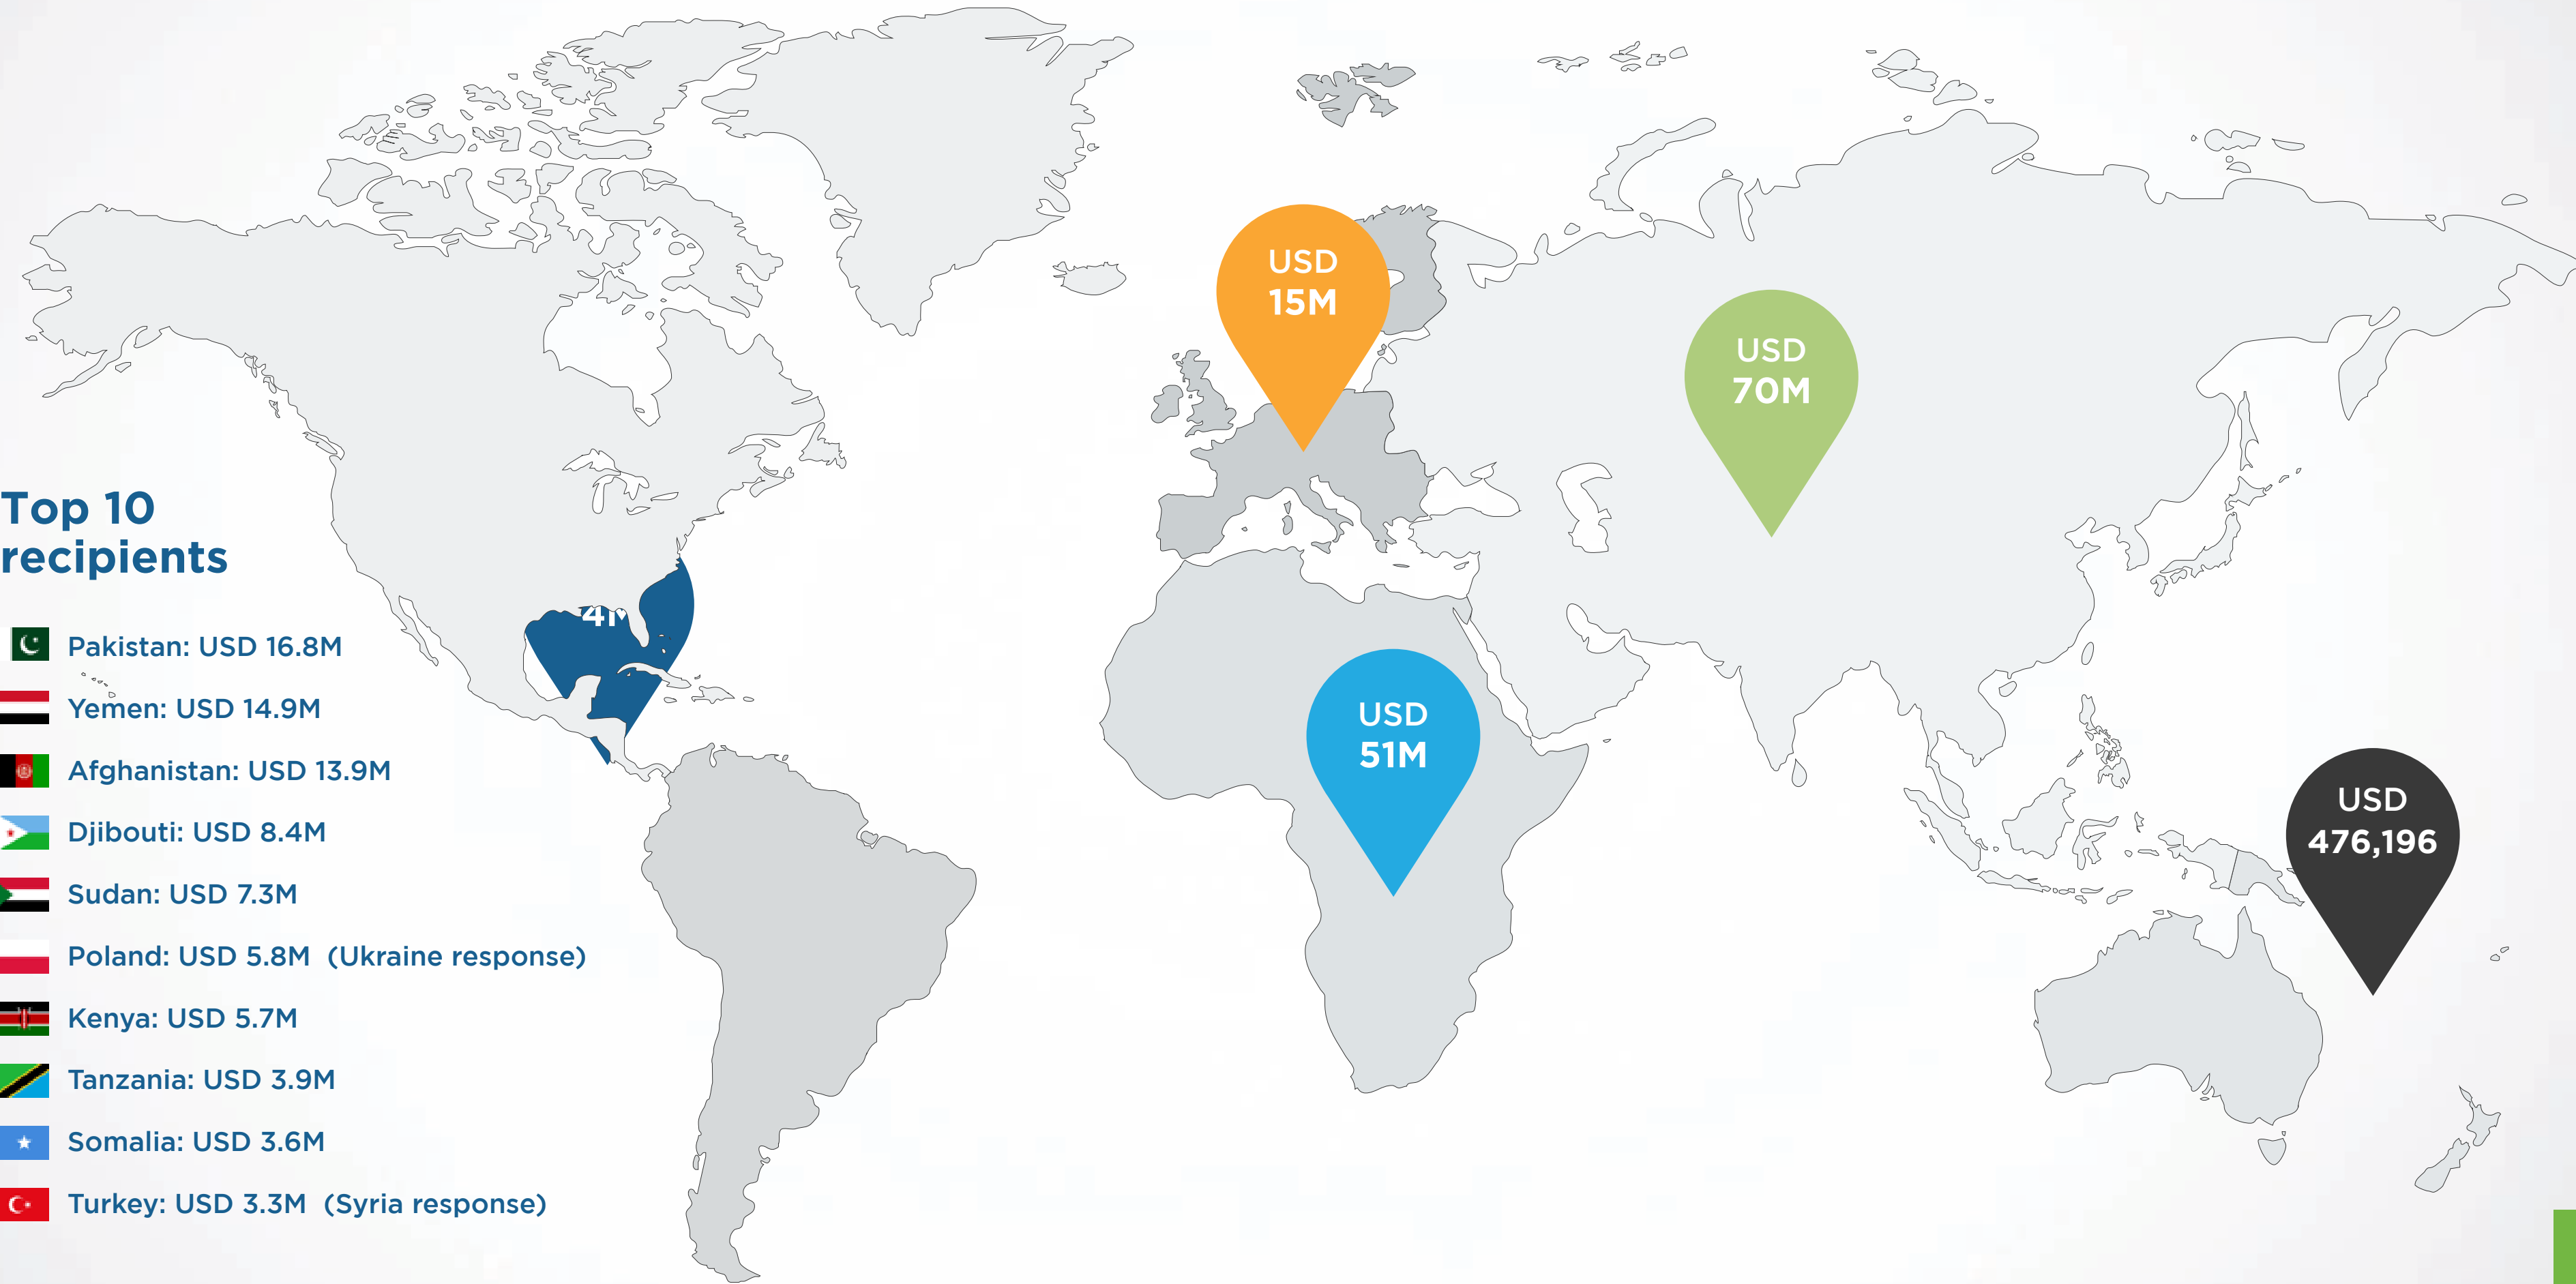 Top 10
recipients
Pakistan: USD 16.8M
Yemen: USD 14.9M
Afghanistan: USD 13.9M
Djibouti: USD 8.4M
Sudan: USD 7.3M
Poland: USD 5.8M (Ukraine response)
Kenya: USD 5.7M
Tanzania: USD 3.9M
Somalia: USD 3.6M
Turkey: USD 3.3M (Syria response)
USD
15M
USD
70M
USD
51M
USD
476,196